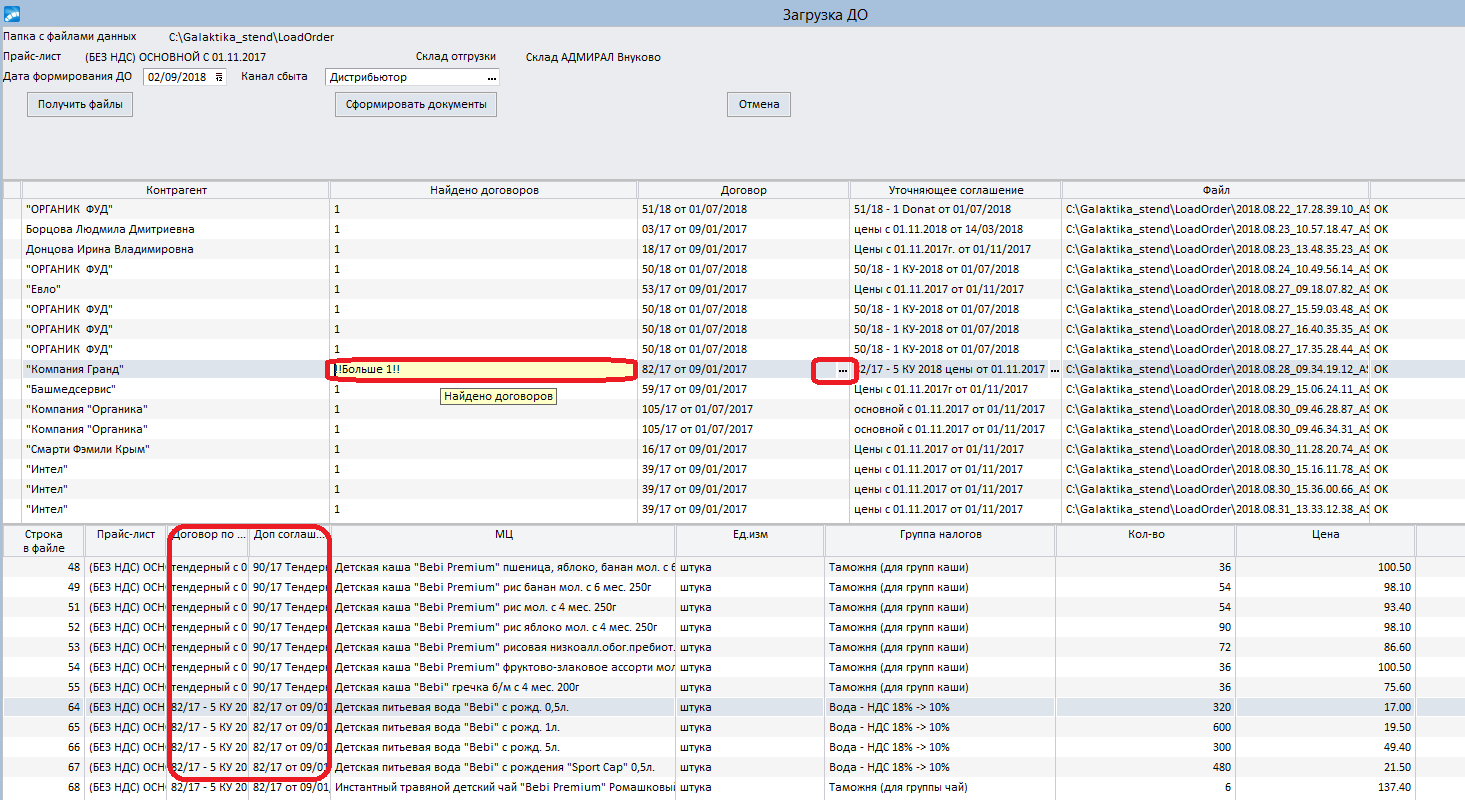 Загрузка ДО
Папка с файлами данных C:\Galaktika_stend\LoadOrder
Прайс-лист (БЕЗ НДС) ОСНОВНОЙ С 01.11.2017 Склад отгрузки Склад АДМИРАЛ Внуково
Дата формирования ДО 02/09/2018 Канал сбыта Дистрибьютор ...
Получить файлы Сформировать документы Отмена
Контрагент Найдено договоров Договор Уточняющее соглашение Файл
"ОРГАНИК ФУД" 1 51/18 от 01/07/2018 51/18 - 1 Donat от 01/07/2018 C:\Galaktika_stend\LoadOrder\2018.08.22_17.28.39.10_AS OK
Борцова Людмила Дмитриевна 1 03/17 от 09/01/2017 цены с 01.11.2018 от 14/03/2018 C:\Galaktika_stend\LoadOrder\2018.08.23_10.57.18.47_AS OK
Донцова Ирина Владимировна 1 18/17 от 09/01/2017 Цены с 01.11.2017г. от 01/11/2017 C:\Galaktika_stend\LoadOrder\2018.08.23_13.48.35.23_AS OK
"ОРГАНИК ФУД" 1 50/18 от 01/07/2018 50/18 - 1 КУ-2018 от 01/07/2018 C:\Galaktika_stend\LoadOrder\2018.08.24_10.49.56.14_AS OK
"Евло" 1 53/17 от 09/01/2017 Цены с 01.11.2017 от 01/11/2017 C:\Galaktika_stend\LoadOrder\2018.08.27_09.18.07.82_AS OK
"ОРГАНИК ФУД" 1 50/18 от 01/07/2018 50/18 - 1 КУ-2018 от 01/07/2018 C:\Galaktika_stend\LoadOrder\2018.08.27_15.59.03.48_AS OK
"ОРГАНИК ФУД" 1 50/18 от 01/07/2018 50/18 - 1 КУ-2018 от 01/07/2018 C:\Galaktika_stend\LoadOrder\2018.08.27_16.40.35.35_AS OK
"ОРГАНИК ФУД" 1 50/18 от 01/07/2018 50/18 - 1 КУ-2018 от 01/07/2018 C:\Galaktika_stend\LoadOrder\2018.08.27_17.35.28.44_AS OK
"Компания Гранд" !!Больше 1!! 82/17 от 09/01/2017 ... 82/17 - 5 КУ 2018 цены от 01.11.2017 ... C:\Galaktika_stend\LoadOrder\2018.08.28_09.34.19.12_AS OK
"Башмедсервис" 1 59/17 от 09/01/2017 Цены с 01.11.2017г от 01/11/2017 C:\Galaktika_stend\LoadOrder\2018.08.29_15.06.24.11_AS OK
Найдено договоров
"Компания "Органика" 1 105/17 от 01/07/2017 основной с 01.11.2017 от 01/11/2017 C:\Galaktika_stend\LoadOrder\2018.08.30_09.46.28.87_AS OK
"Компания "Органика" 1 105/17 от 01/07/2017 основной с 01.11.2017 от 01/11/2017 C:\Galaktika_stend\LoadOrder\2018.08.30_09.46.34.31_AS OK
"Смарти Фэмили Крым" 1 16/17 от 09/01/2017 Цены с 01.11.2017 от 01/11/2017 C:\Galaktika_stend\LoadOrder\2018.08.30_11.28.20.74_AS OK
"Интел" 1 39/17 от 09/01/2017 цены с 01.11.2017 от 01/11/2017 C:\Galaktika_stend\LoadOrder\2018.08.30_15.16.11.78_AS OK
"Интел" 1 39/17 от 09/01/2017 цены с 01.11.2017 от 01/11/2017 C:\Galaktika_stend\LoadOrder\2018.08.30_15.36.00.66_AS OK
"Интел" 1 39/17 от 09/01/2017 цены с 01.11.2017 от 01/11/2017 C:\Galaktika_stend\LoadOrder\2018.08.31_13.33.12.38_AS OK
Строка в файле Прайс-лист Договор по ... Доп соглаш... МЦ Ед.изм Группа налогов Кол-во Цена
48 (БЕЗ НДС) ОСН тендерный с 0 90/17 Тендер Детская каша "Bebi Premium" пшеница, яблоко, банан мол. с 6 штука Таможня (для групп каши) 36 100.50
49 (БЕЗ НДС) ОСН тендерный с 0 90/17 Тендер Детская каша "Bebi Premium" рис банан мол. с 6 мес. 250г штука Таможня (для групп каши) 54 98.10
51 (БЕЗ НДС) ОСН тендерный с 0 90/17 Тендер Детская каша "Bebi Premium" рис мол. с 4 мес. 250г штука Таможня (для групп каши) 54 93.40
52 (БЕЗ НДС) ОСН тендерный с 0 90/17 Тендер Детская каша "Bebi Premium" рис яблоко мол. с 4 мес. 250г штука Таможня (для групп каши) 90 98.10
53 (БЕЗ НДС) ОСН тендерный с 0 90/17 Тендер Детская каша "Bebi Premium" рисовая низкоалл.обог.пребиот. штука Таможня (для групп каши) 72 86.60
54 (БЕЗ НДС) ОСН тендерный с 0 90/17 Тендер Детская каша "Bebi Premium" фруктово-злаковое ассорти мол штука Таможня (для групп каши) 36 100.50
55 (БЕЗ НДС) ОСН тендерный с 0 90/17 Тендер Детская каша "Bebi" гречка б/м с 4 мес. 200г штука Таможня (для групп каши) 36 75.60
64 (БЕЗ НДС) ОСН 82/17 - 5 КУ 20 82/17 от 09/01 Детская питьевая вода "Bebi" с рожд. 0,5л. штука Вода - НДС 18% -> 10% 320 17.00
65 (БЕЗ НДС) ОСН 82/17 - 5 КУ 20 82/17 от 09/01 Детская питьевая вода "Bebi" с рожд. 1л. штука Вода - НДС 18% -> 10% 600 19.50
66 (БЕЗ НДС) ОСН 82/17 - 5 КУ 20 82/17 от 09/01 Детская питьевая вода "Bebi" с рожд. 5л. штука Вода - НДС 18% -> 10% 300 49.40
67 (БЕЗ НДС) ОСН 82/17 - 5 КУ 20 82/17 от 09/01 Детская питьевая вода "Bebi" с рождения "Sport Cap" 0,5л. штука Вода - НДС 18% -> 10% 480 21.50
68 (БЕЗ НДС) ОСН 82/17 - 5 КУ 20 82/17 от 09/01 Инстантный травяной детский чай "Bebi Premium" Ромашковый штука Таможня (для группы чай) 6 137.40